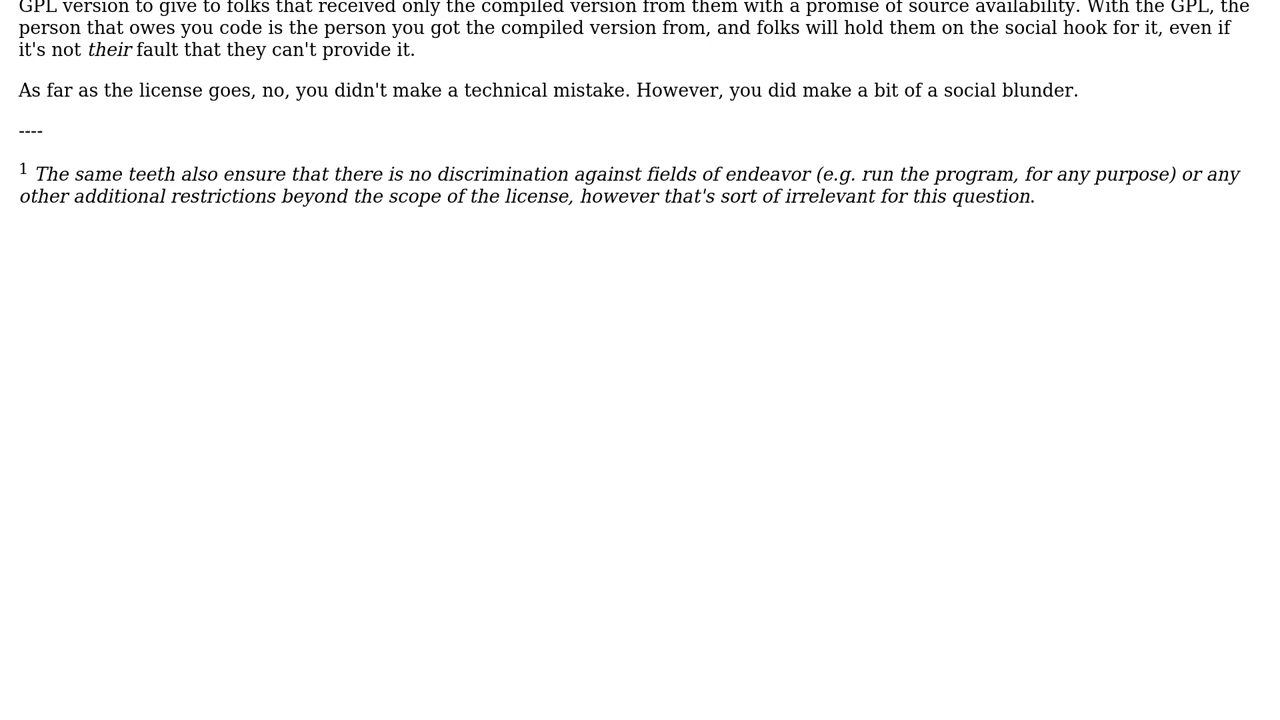 GPL version to give to folks that received only the compiled version from them with a promise of source availability. With the GPL, the
person that owes you code is the person you got the compiled version from, and folks will hold them on the social hook for it, even if
it's not their fault that they can't provide it.
As far as the license goes, no, you didn't make a technical mistake. However, you did make a bit of a social blunder.
----
1 The same teeth also ensure that there is no discrimination against fields of endeavor (e.g. run the program, for any purpose) or any
other additional restrictions beyond the scope of the license, however that's sort of irrelevant for this question.